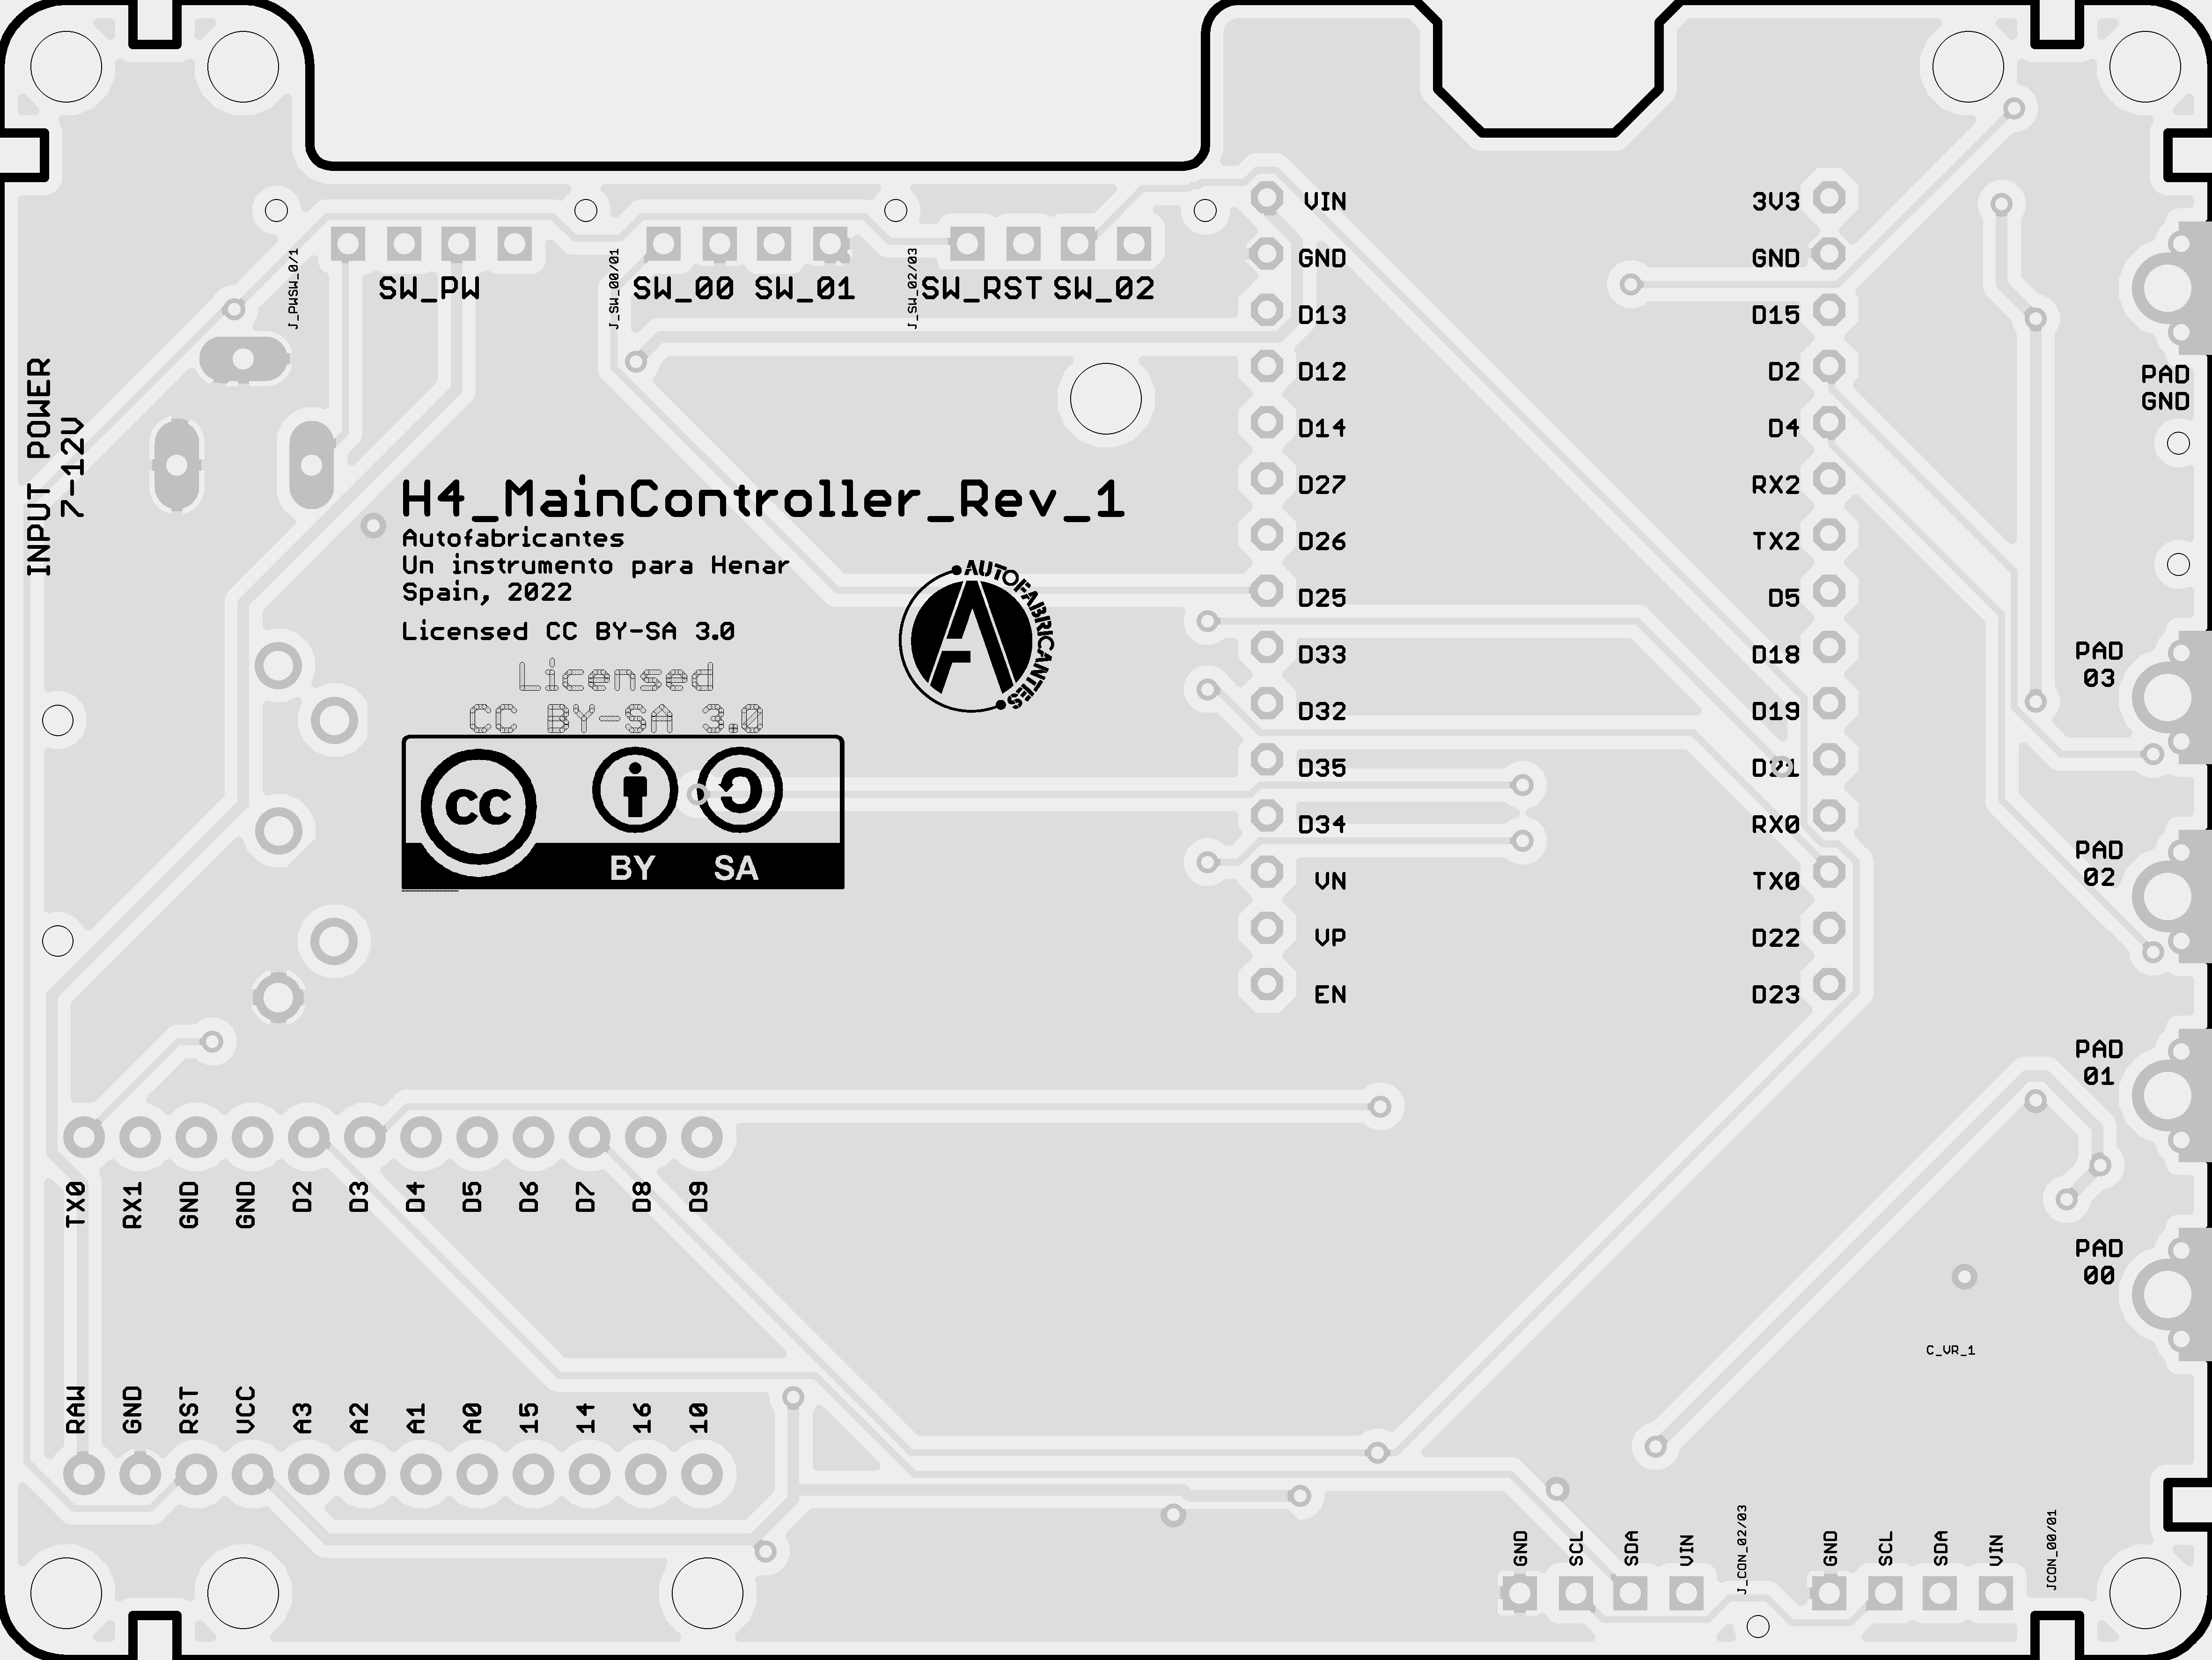 VIN
3V3
GND
GND
J_PWSW_0/1
J_SW_00/01
J_SW_02/03
SW_PW
SW_00
SW_01
SW_RST
SW_02
D13
D15
D12
D2
PAD
GND
D14
D4
INPUT POWER
7-12V
D27
RX2
H4_MainController_Rev_1
Autofabricantes
Un instrumento para Henar
Spain, 2022
Licensed CC BY-SA 3.0
Licensed
CC BY-SA 3.0
AUTOFABRICANTES
cc
BY
SA
D26
TX2
D25
D5
D33
D18
PAD
03
D32
D19
D35
D21
D34
RX0
PAD
02
VN
TX0
VP
D22
EN
D23
PAD
01
TX0
RX1
GND
GND
D2
D3
D4
D5
D6
D7
D8
D9
PAD
00
C_VR_1
RAW
GND
RST
VCC
A3
A2
A1
A0
15
14
16
10
GND
SCL
SDA
VIN
J_CON_02/03
GND
SCL
SDA
VIN
JCON_00/01